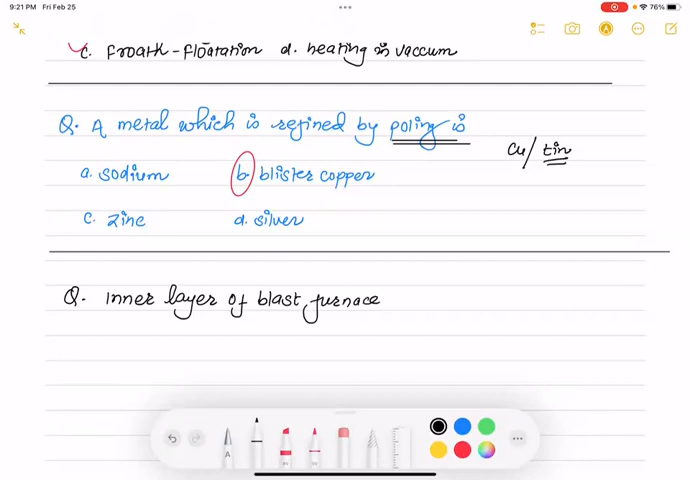 9:21 PM Fri Feb 25
76%
c. Froath-Floatation d. heating in vaccum
Q. A metal which is refined by poling is
Cu/ tin
a. sodium b. blister copper
c. Zinc d. silver
Q. Inner layer of blast furnace
A